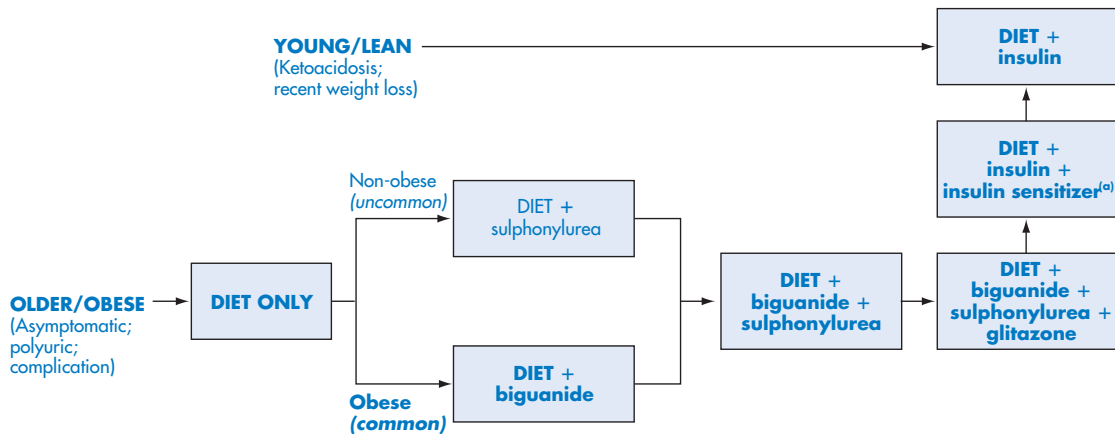 YOUNG/LEAN
(Ketoacidosis;
recent weight loss)
DIET +
insulin
DIET +
insulin +
insulin sensitizer(a)
Non-obese
(uncommon)
DIET +
sulphonylurea
OLDER/OBESE
(Asymptomatic;
polyuric;
complication)
DIET ONLY
DIET +
biguanide +
sulphonylurea
DIET +
biguanide +
sulphonylurea +
glitazone
Obese
(common)
DIET +
biguanide